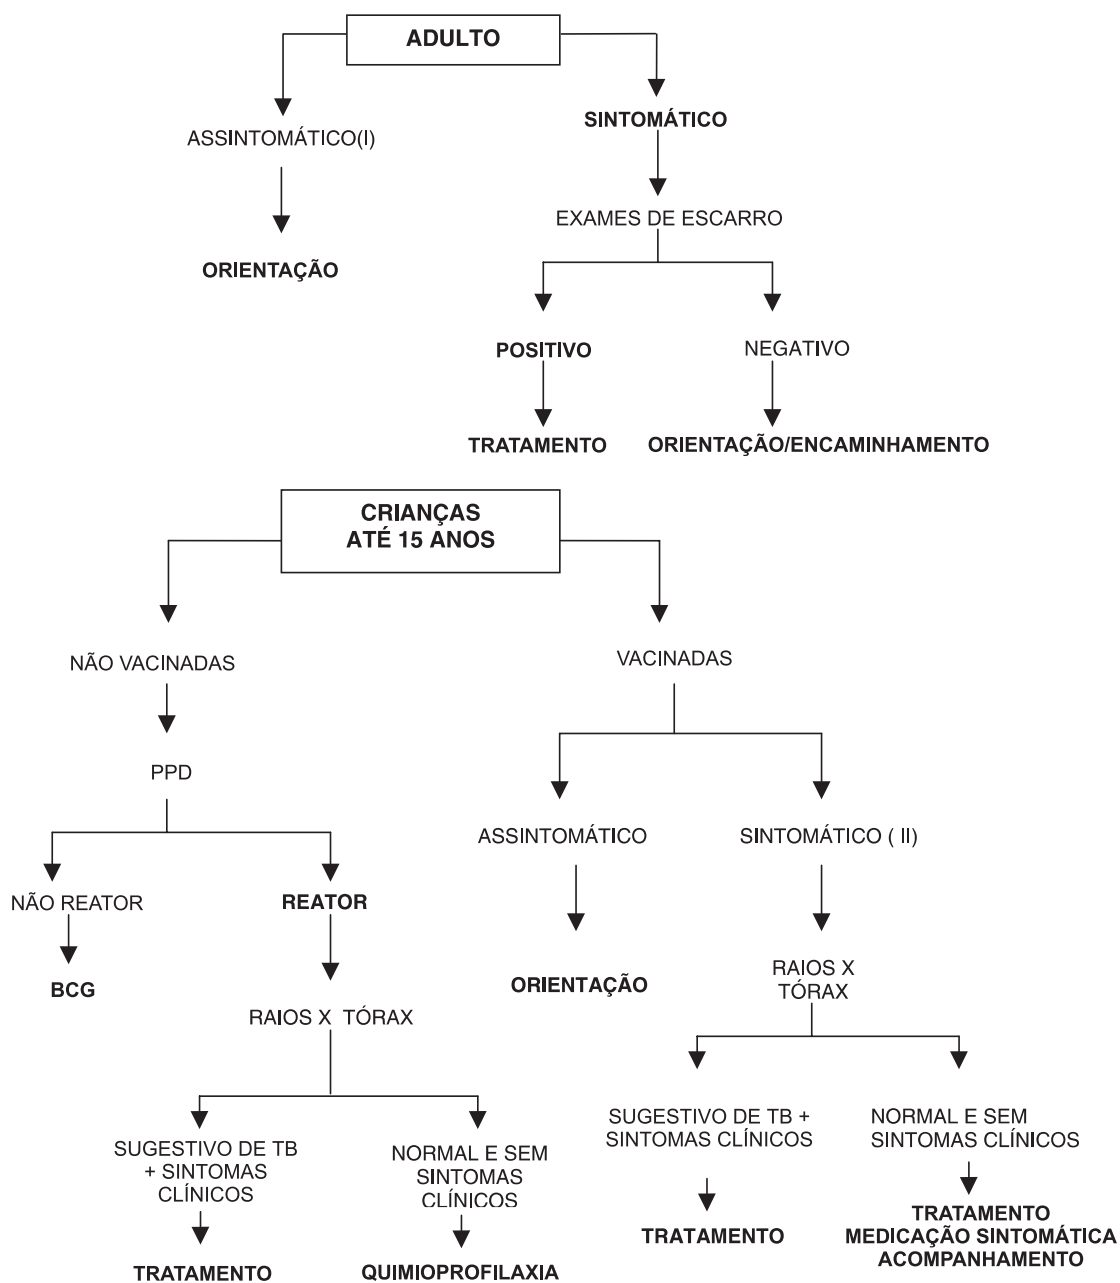 ADULTO
ASSINTOMÁTICO(I)
SINTOMÁTICO
EXAMES DE ESCARRO
ORIENTAÇÃO
POSITIVO
NEGATIVO
TRATAMENTO
ORIENTAÇÃO/ENCAMINHAMENTO
CRIANÇAS
ATÉ 15 ANOS
NÃO VACINADAS
VACINADAS
PPD
ASSINTOMÁTICO
SINTOMÁTICO ( II)
NÃO REATOR
REATOR
BCG
ORIENTAÇÃO
RAIOS X
TÓRAX
RAIOS X TÓRAX
SUGESTIVO DE TB
+ SINTOMAS
CLÍNICOS
NORMAL E SEM
SINTOMAS
CLÍNICOS
SUGESTIVO DE TB +
SINTOMAS CLÍNICOS
NORMAL E SEM
SINTOMAS CLÍNICOS
TRATAMENTO
QUIMIOPROFILAXIA
TRATAMENTO
TRATAMENTO
MEDICAÇÃO SINTOMÁTICA
ACOMPANHAMENTO